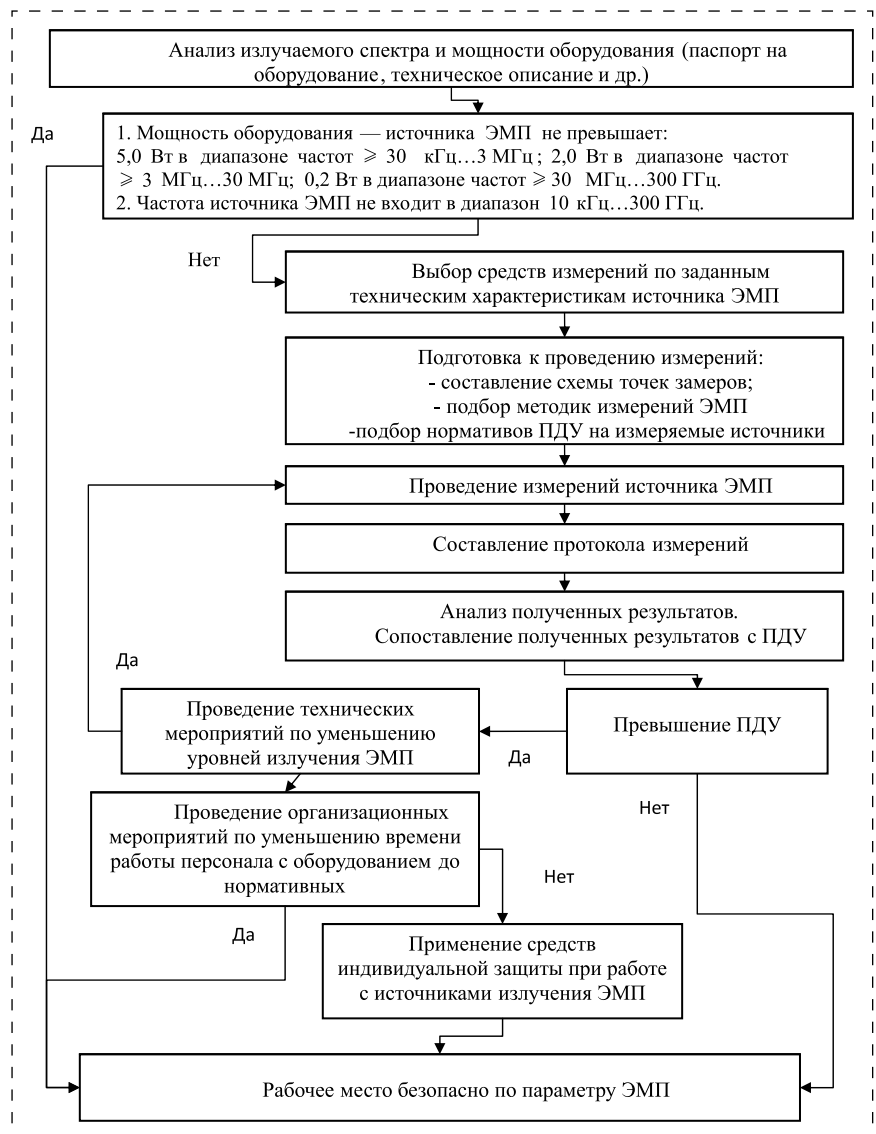 Анализ излучаемого спектра и мощности оборудования (паспорт на
оборудование, техническое описание и др.)
Да
1. Мощность оборудования — источника ЭМП не превышает:
5,0 Вт в диапазоне частот ⩾ 30 кГц...3 МГц ; 2,0 Вт в диапазоне частот
⩾ 3 МГц...30 МГц; 0,2 Вт в диапазоне частот ⩾ 30 МГц...300 ГГц.
2. Частота источника ЭМП не входит в диапазон 10 кГц...300 ГГц.
Нет
Выбор средств измерений по заданным
техническим характеристикам источника ЭМП
Подготовка к проведению измерений:
- составление схемы точек замеров;
- подбор методик измерений ЭМП
-подбор нормативов ПДУ на измеряемые источники
Проведение измерений источника ЭМП
Составление протокола измерений
Анализ полученных результатов.
Сопоставление полученных результатов с ПДУ
Да
Проведение технических
мероприятий по уменьшению
уровней излучения ЭМП
Превышение ПДУ
Да
Нет
Проведение организационных
мероприятий по уменьшению времени
работы персонала с оборудованием до
нормативных
Нет
Да
Применение средств
индивидуальной защиты при работе
с источниками излучения ЭМП
Рабочее место безопасно по параметру ЭМП